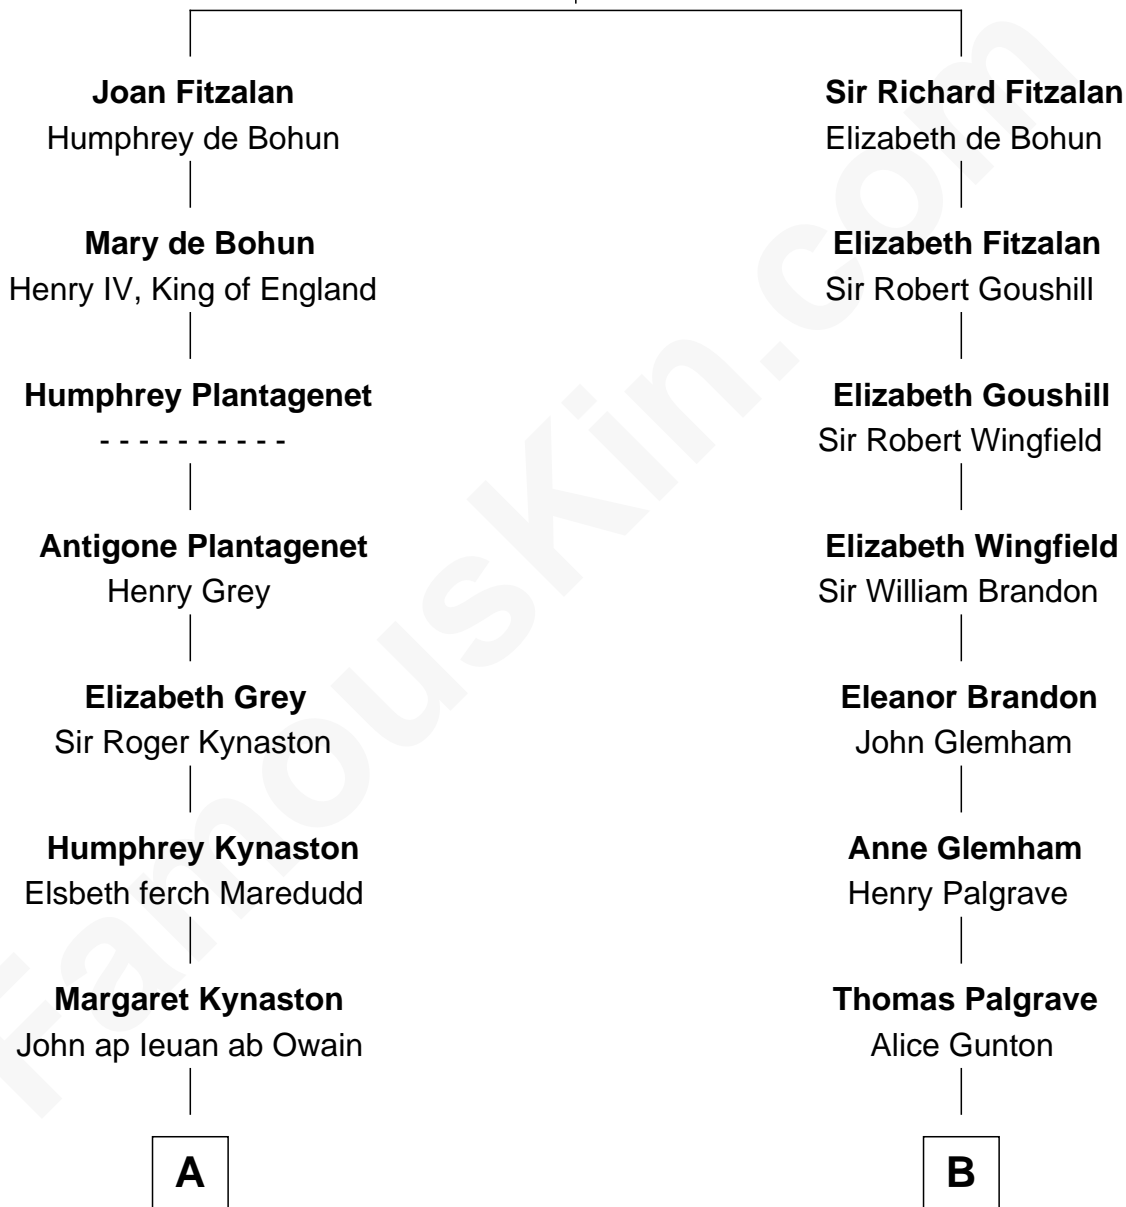 Joan Fitzalan
Humphrey de Bohun
Mary de Bohun
Henry IV, King of England
Humphrey Plantagenet
- - - - - - - - - -
Antigone Plantagenet
Henry Grey
Elizabeth Grey
Sir Roger Kynaston
Humphrey Kynaston
Elsbeth ferch Maredudd
Margaret Kynaston
John ap Ieuan ab Owain
A
Sir Richard Fitzalan
Elizabeth de Bohun
Elizabeth Fitzalan
Sir Robert Goushill
Elizabeth Goushill
Sir Robert Wingfield
Elizabeth Wingfield
Sir William Brandon
Eleanor Brandon
John Glemham
Anne Glemham
Henry Palgrave
Thomas Palgrave
Alice Gunton
B
FamousKin.com